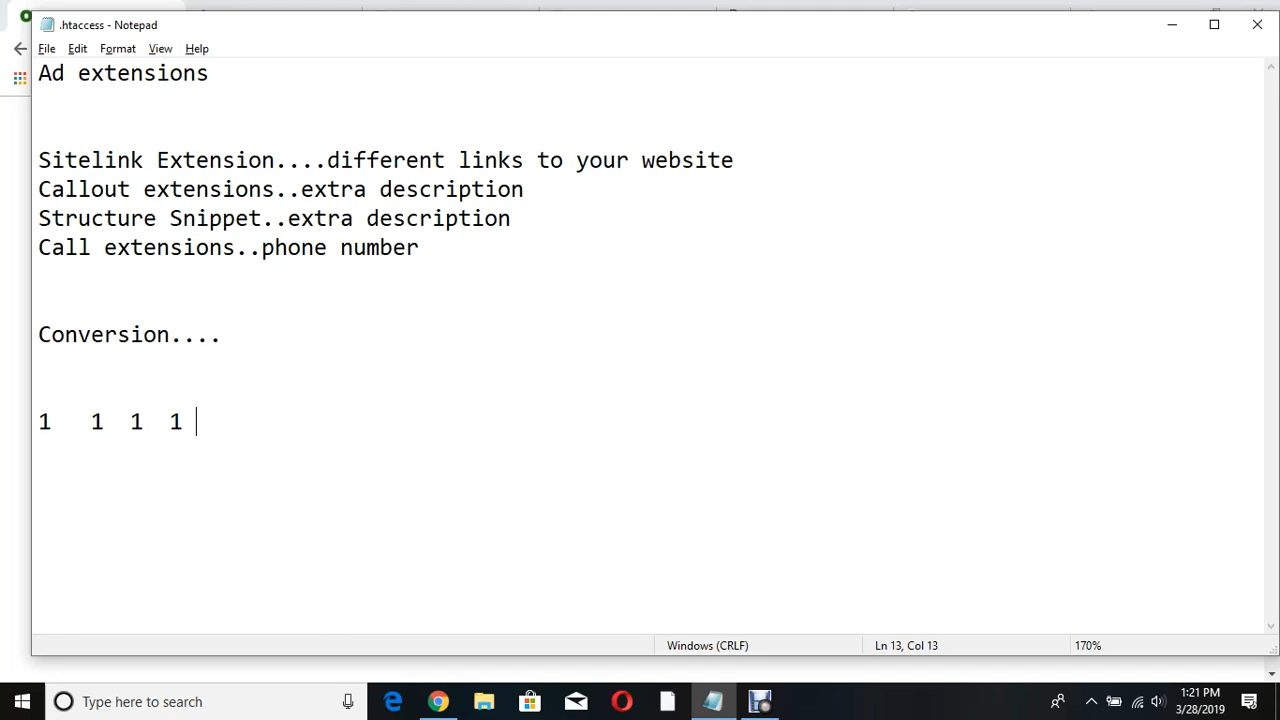 .htaccess - Notepad
File Edit Format View Help
Ad extensions
Sitelink Extension....different links to your website
Callout extensions..extra description
Structure Snippet..extra description
Call extensions..phone number
Conversion....
1   1  1  1
Windows (CRLF) Ln 13, Col 13 170%
Type here to search
1:21 PM
3/28/2019